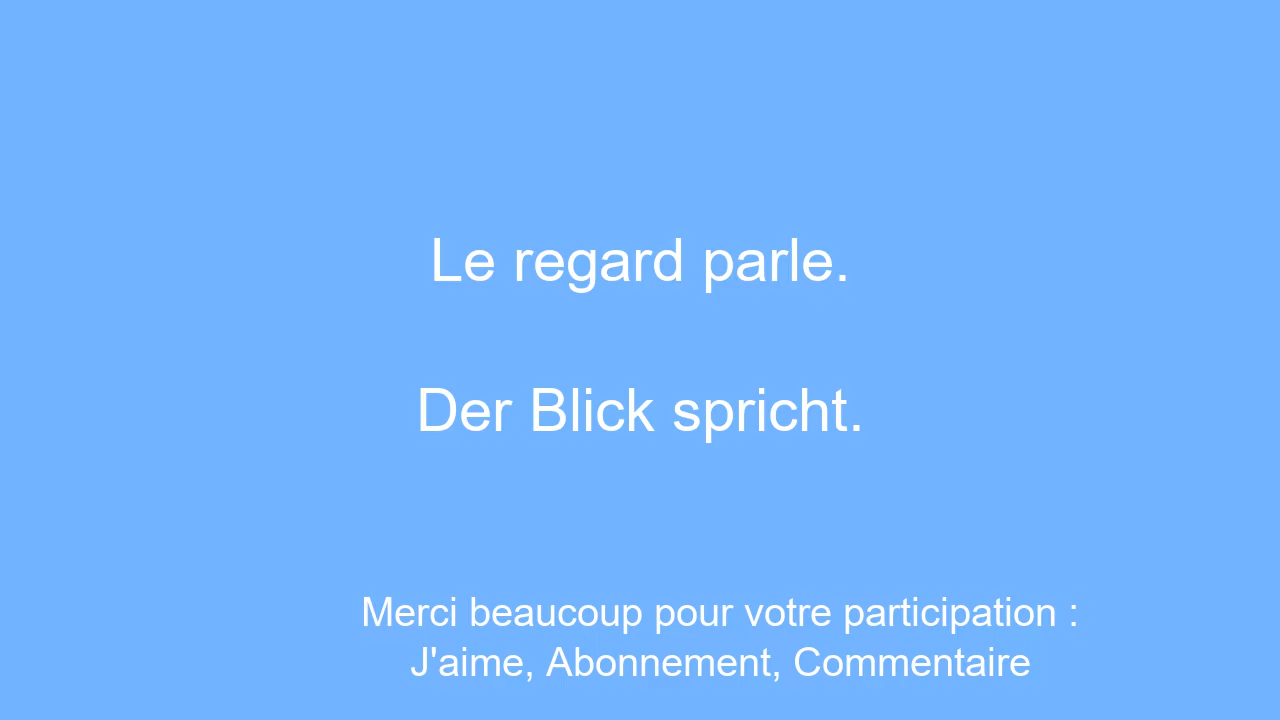 Le regard parle.
Der Blick spricht.
Merci beaucoup pour votre participation :
J'aime, Abonnement, Commentaire